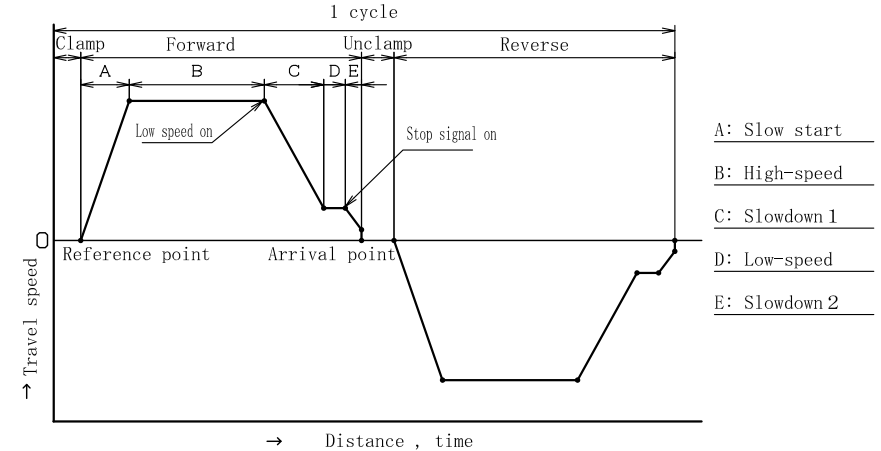 1 cycle
Clamp Forward Unclamp Reverse
A B C D E
Low speed on
Stop signal on
0
Reference point Arrival point
→ Travel speed
→ Distance , time
A: Slow start
B: High-speed
C: Slowdown 1
D: Low-speed
E: Slowdown 2